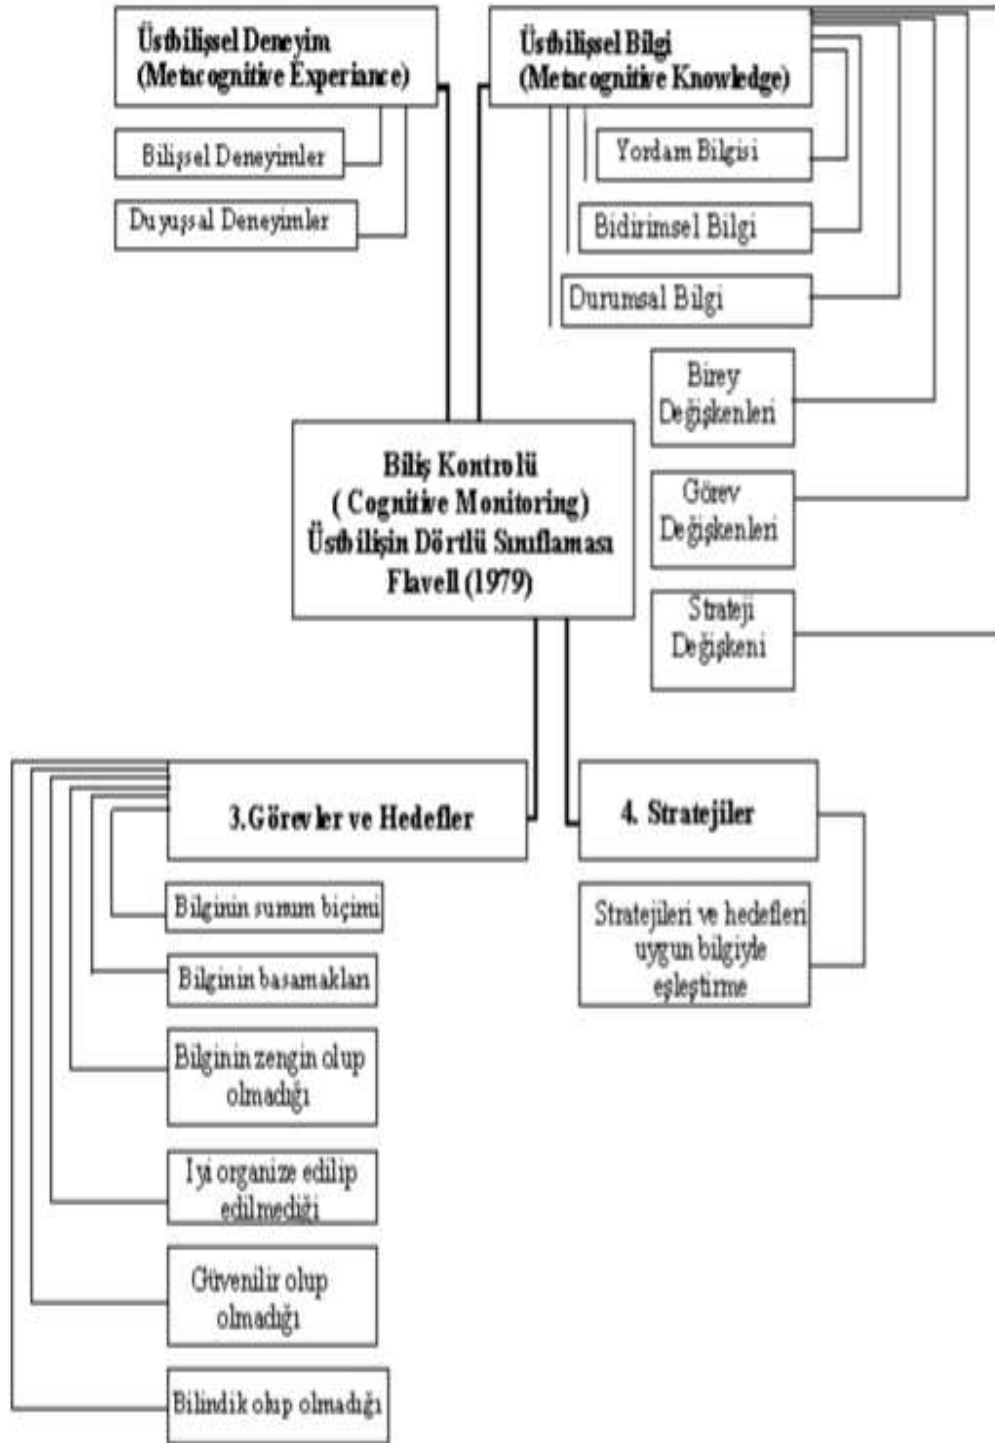 Üstbilişsel Deneyim
(Metacognitive Experiance)
Bilişsel Deneyimler
Duyuşsal Deneyimler
Üstbilişsel Bilgi
(Metacognitive Knowledge)
Yordam Bilgisi
Bidirimsel Bilgi
Durumsal Bilgi
Birey
Değişkenleri
Görev
Değişkenleri
Strateji
Değişkeni
Biliş Kontrolü
( Cognitive Monitoring)
Üstbilişin Dörtlü Sınıflaması
Flavell (1979)
3.Görevler ve Hedefler
Bilginin sunum biçimi
Bilginin basamakları
Bilginin zengin olup
olmadığı
İyi organize edilip
edilmediği
Güvenilir olup
olmadığı
Bilindik olup olmadığı
4. Stratejiler
Stratejileri ve hedefleri
uygun bilgiyle
eşleştirme